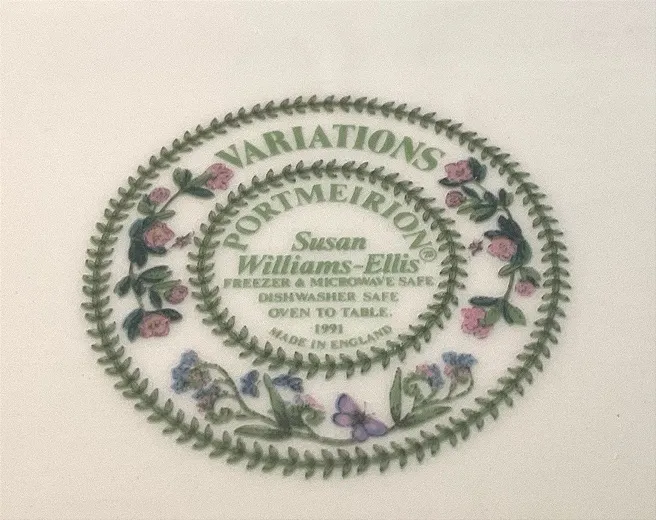 VARIATIONS
PORTMEIRION®
Susan
Williams-Ellis
FREEZER & MICROWAVE SAFE
DISHWASHER SAFE
OVEN TO TABLE.
1991
MADE IN ENGLAND